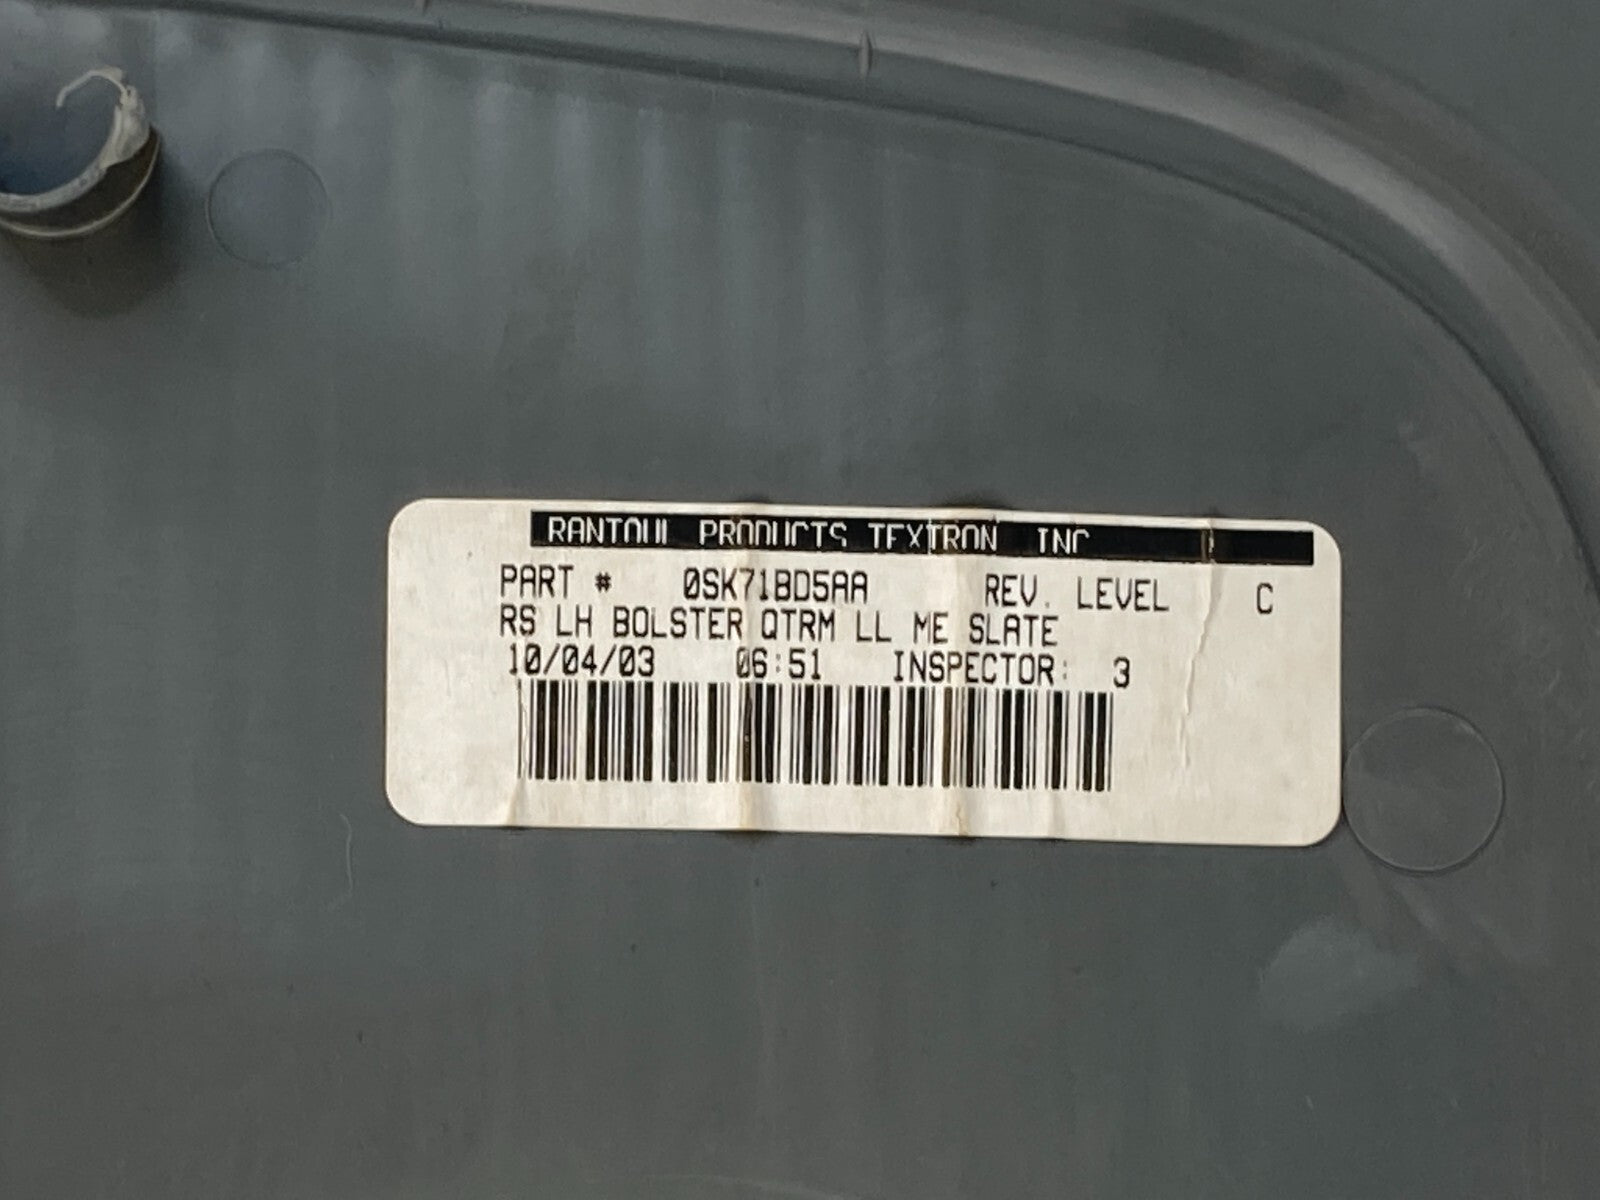 RANTOUL PRODUCTS TEXTRON INC
PART # 0SK71BD5AA REV. LEVEL C
RS LH BOLSTER QTRM LL ME SLATE
10/04/03 06:51 INSPECTOR: 3